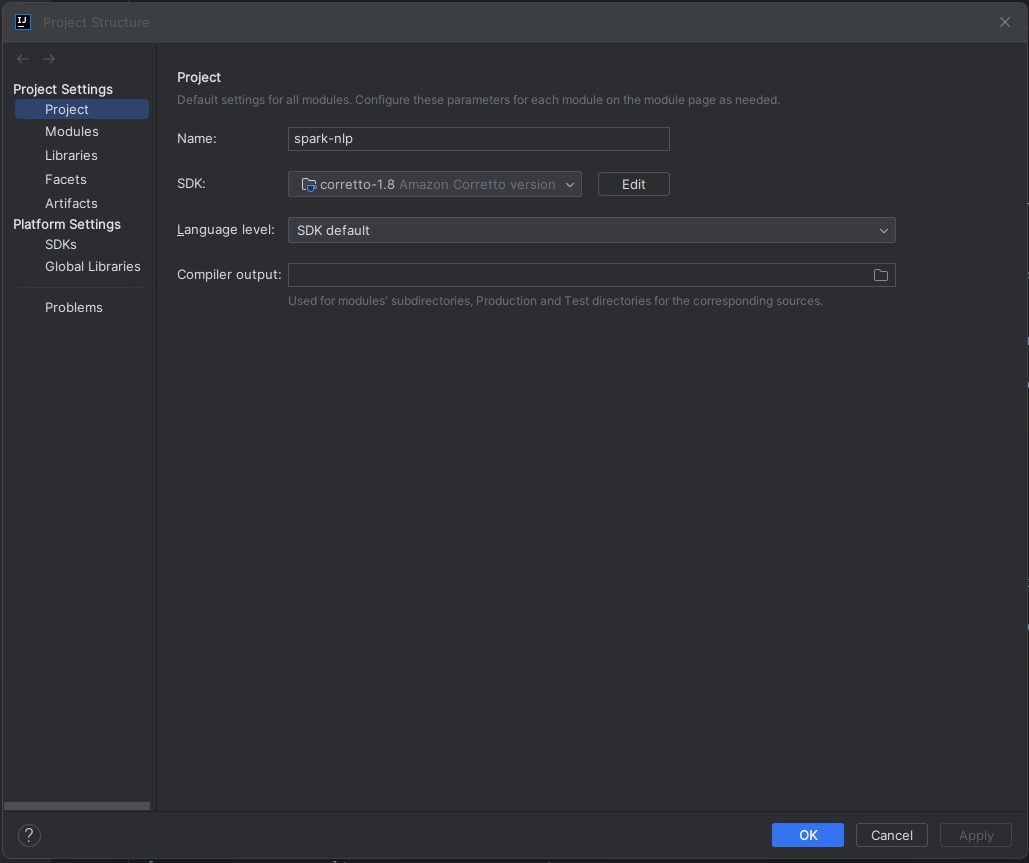 IJ
Project Structure
Project Settings
Project
Modules
Libraries
Facets
Artifacts
Platform Settings
SDKs
Global Libraries
Problems
Project
Default settings for all modules. Configure these parameters for each module on the module page as needed.
Name: spark-nlp
SDK: corretto-1.8 Amazon Corretto version Edit
Language level: SDK default
Compiler output:
Used for modules' subdirectories, Production and Test directories for the corresponding sources.
? OK Cancel Apply